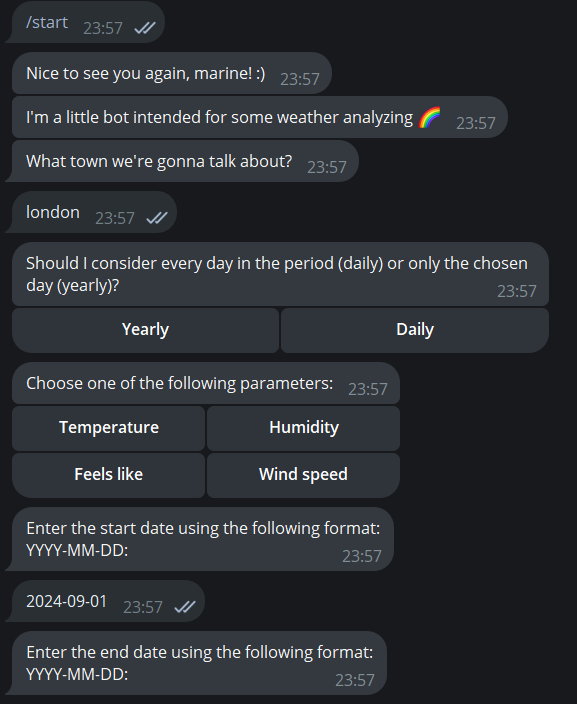 /start 23:57
Nice to see you again, marine! :) 23:57
I'm a little bot intended for some weather analyzing 🌈 23:57
What town we're gonna talk about? 23:57
london 23:57
Should I consider every day in the period (daily) or only the chosen
day (yearly)? 23:57
Yearly Daily
Choose one of the following parameters: 23:57
Temperature Humidity
Feels like Wind speed
Enter the start date using the following format:
YYYY-MM-DD: 23:57
2024-09-01 23:57
Enter the end date using the following format:
YYYY-MM-DD: 23:57